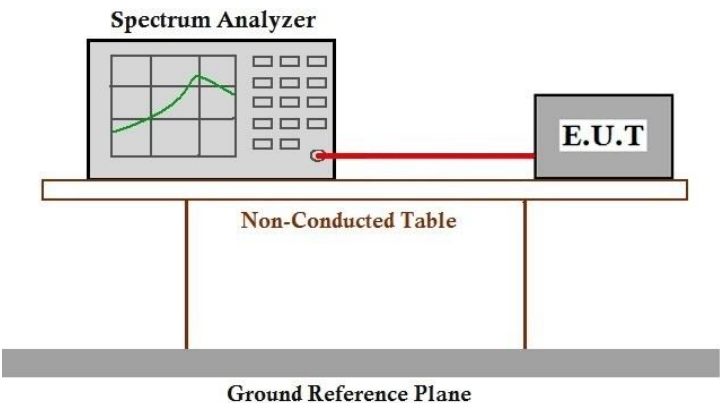 Spectrum Analyzer
E.U.T
Non-Conducted Table
Ground Reference Plane